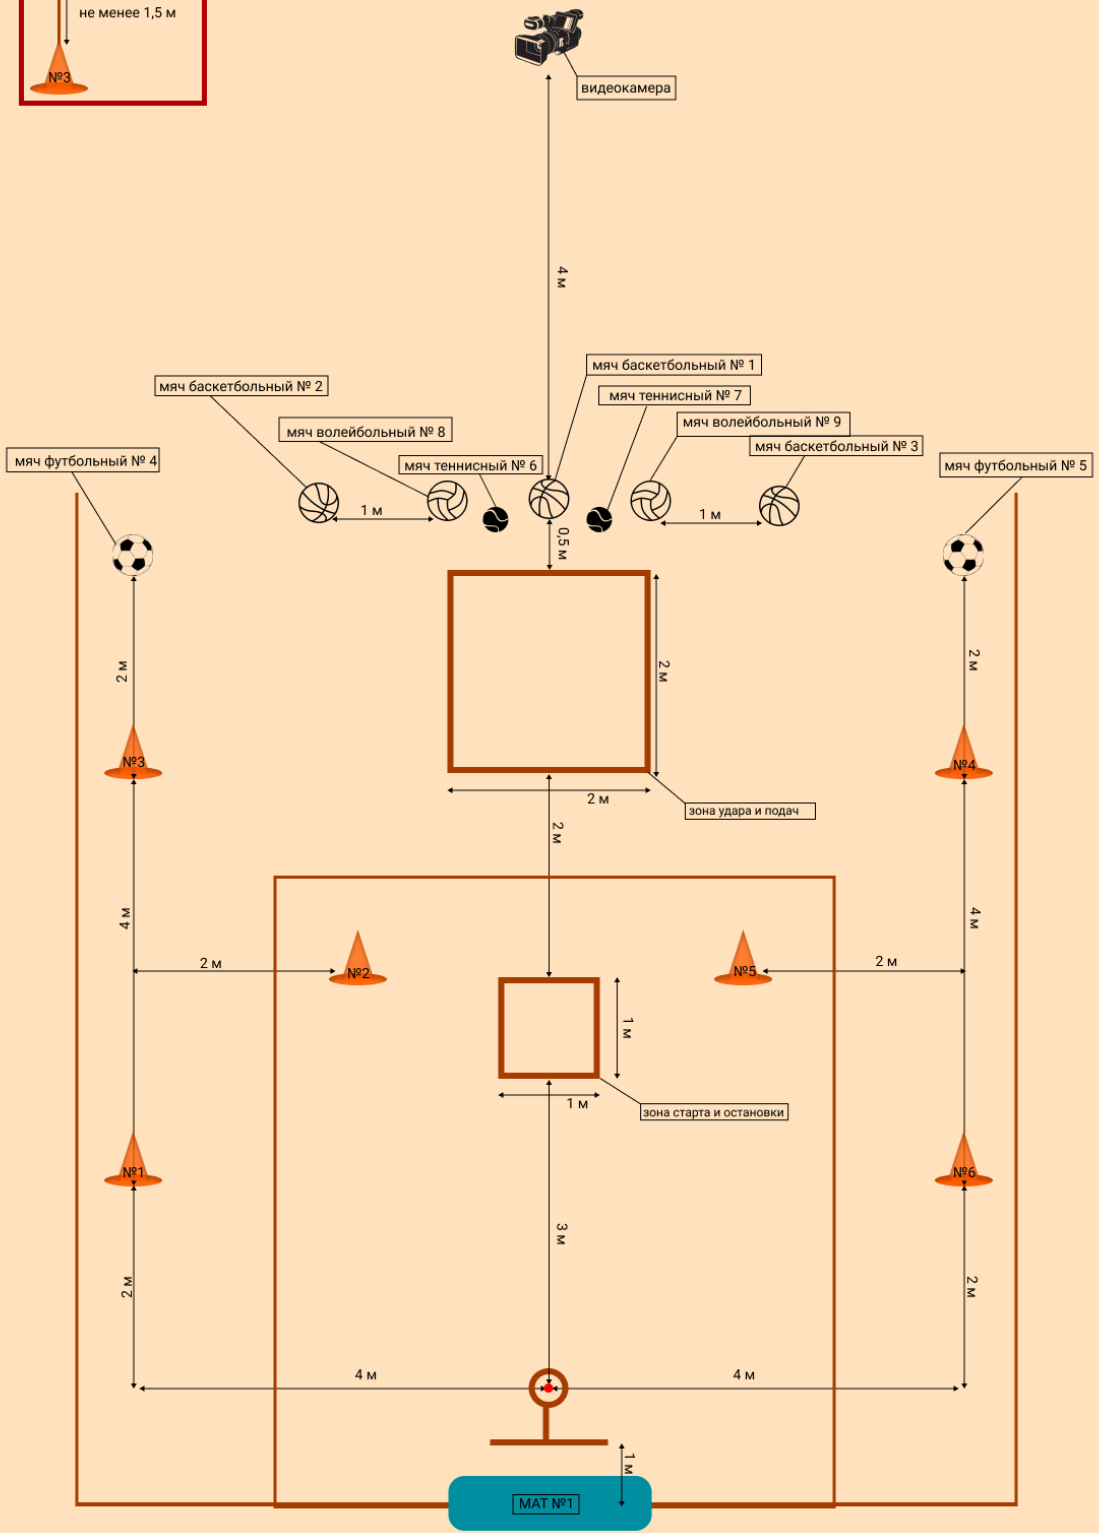 не менее 1,5 м
№3
видеокамера
4 м
мяч баскетбольный № 1
мяч баскетбольный № 2
мяч теннисный № 7
мяч волейбольный № 9
мяч волейбольный № 8
мяч баскетбольный № 3
мяч футбольный № 4
мяч теннисный № 6
мяч футбольный № 5
1 м
1 м
0,5 м
2 м
2 м
2 м
№3
№4
2 м
зона удара и подач
2 м
4 м
4 м
2 м
№2
№5
2 м
1 м
1 м
зона старта и остановки
№1
№6
3 м
2 м
2 м
4 м
4 м
1 м
МАТ №1